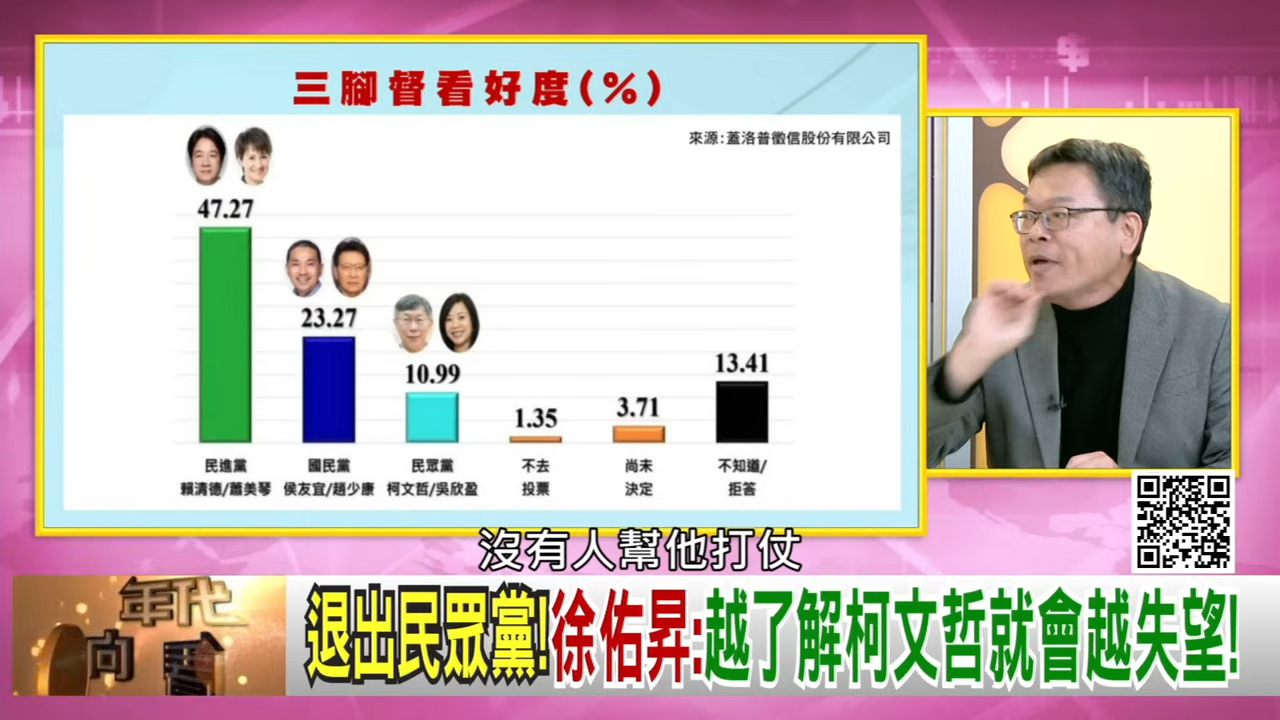 三腳督看好度(%)
來源:蓋洛普徵信股份有限公司
47.27
23.27
10.99
1.35
3.71
13.41
民進黨
賴清德/蕭美琴
國民黨
侯友宜/趙少康
民眾黨
柯文哲/吳欣盈
不去
投票
尚未
決定
不知道/
拒答
沒有人幫他打仗
年代
向錢看
退出民眾黨!徐佑昇:越了解柯文哲就會越失望!